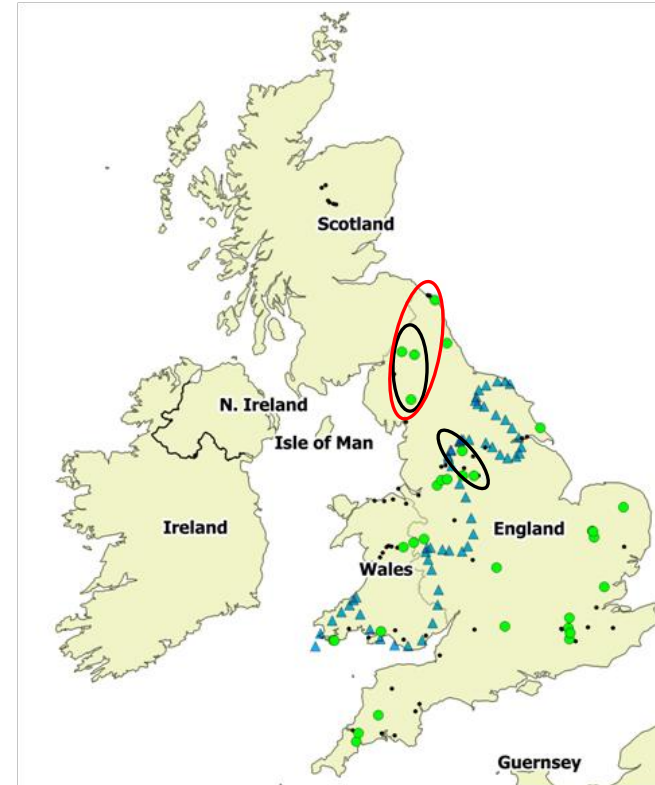 Scotland
N. Ireland
Isle of Man
Ireland
England
Wales
Guernsey